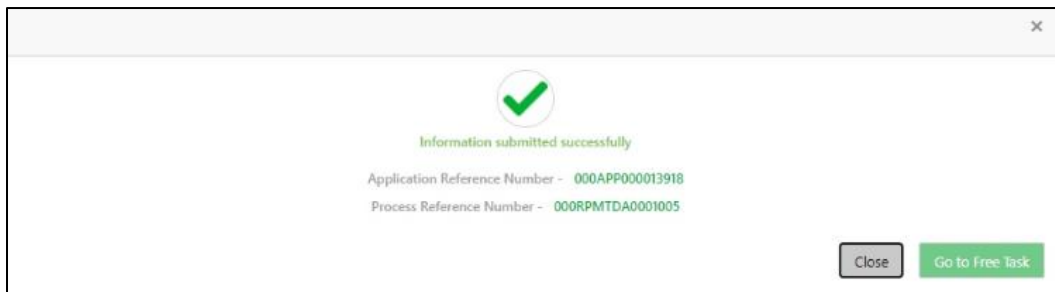 ×
Information submitted successfully
Application Reference Number - 000APP000013918
Process Reference Number - 000RPMTDA0001005
Close Go to Free Task